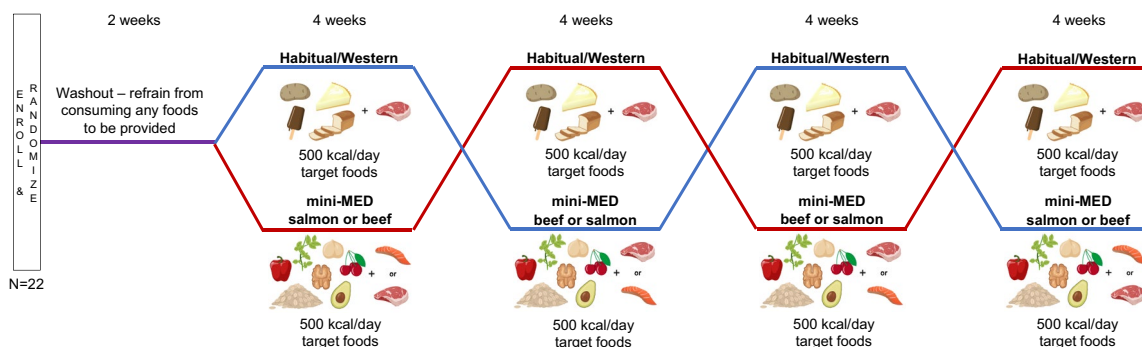 ENROLL &
RANDOMIZE
N=22
2 weeks
Washout – refrain from
consuming any foods
to be provided
4 weeks
Habitual/Western
+
500 kcal/day
target foods
mini-MED
salmon or beef
+ or
500 kcal/day
target foods
4 weeks
Habitual/Western
+
500 kcal/day
target foods
mini-MED
beef or salmon
+ or
500 kcal/day
target foods
4 weeks
Habitual/Western
+
500 kcal/day
target foods
mini-MED
beef or salmon
+ or
500 kcal/day
target foods
4 weeks
Habitual/Western
+
500 kcal/day
target foods
mini-MED
salmon or beef
+ or
500 kcal/day
target foods